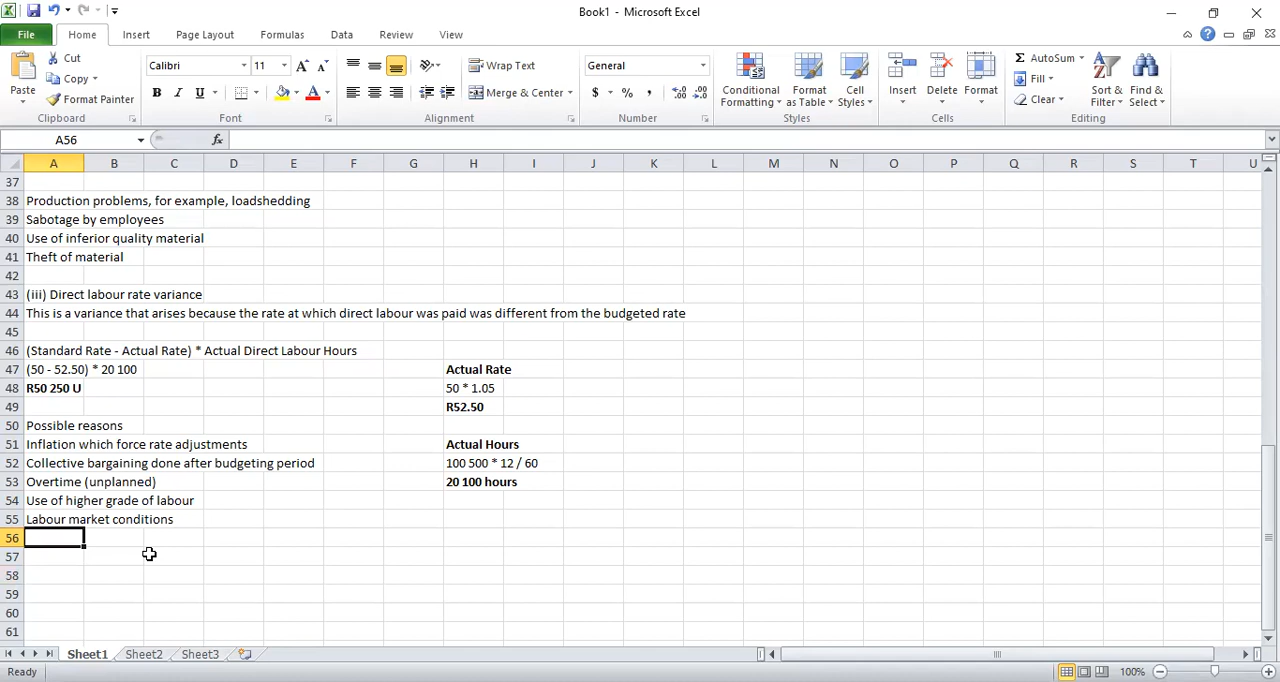 Book1 - Microsoft Excel
File Home Insert Page Layout Formulas Data Review View
Paste
Cut
Copy
Format Painter
Clipboard
Calibri 11
B I U
Font
Wrap Text
Merge & Center
Alignment
General
$ % ,
Number
Conditional Formatting
Format as Table
Cell Styles
Styles
Insert
Delete
Format
Cells
AutoSum
Fill
Clear
Sort & Filter
Find & Select
Editing
A56 fx
A B C D E F G H I J K L M N O P Q R S T U
37
38 Production problems, for example, loadshedding
39 Sabotage by employees
40 Use of inferior quality material
41 Theft of material
42
43 (iii) Direct labour rate variance
44 This is a variance that arises because the rate at which direct labour was paid was different from the budgeted rate
45
46 (Standard Rate - Actual Rate) * Actual Direct Labour Hours
47 (50 - 52.50) * 20 100 Actual Rate
48 R50 250 U 50 * 1.05
49 R52.50
50 Possible reasons
51 Inflation which force rate adjustments Actual Hours
52 Collective bargaining done after budgeting period 100 500 * 12 / 60
53 Overtime (unplanned) 20 100 hours
54 Use of higher grade of labour
55 Labour market conditions
56
57
58
59
60
61
Sheet1 Sheet2 Sheet3
Ready 100%